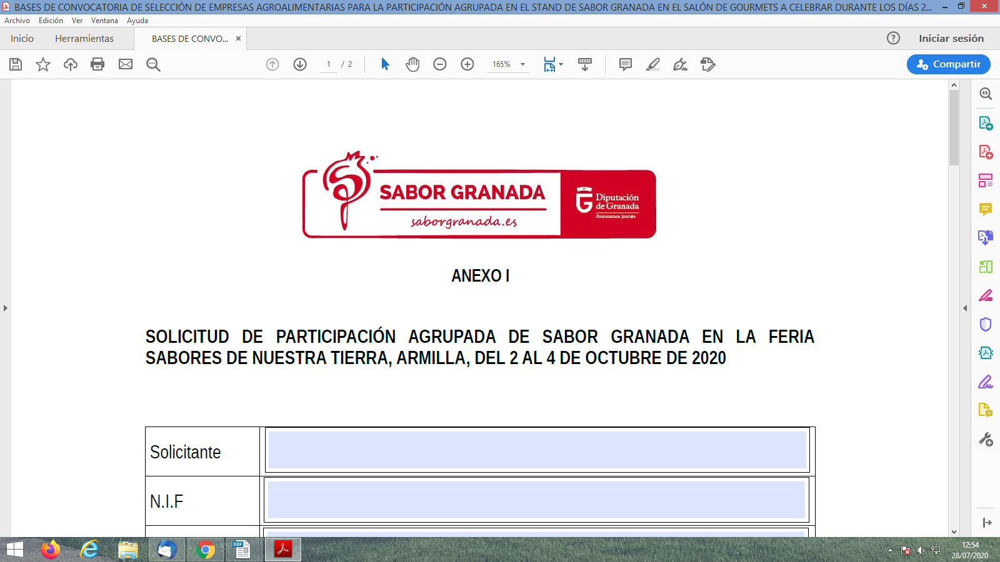 BASES DE CONVOCATORIA DE SELECCIÓN DE EMPRESAS AGROALIMENTARIAS PARA LA PARTICIPACIÓN AGRUPADA EN EL STAND DE SABOR GRANADA EN EL SALÓN DE GOURMETS A CELEBRAR DURANTE LOS DÍAS 2...
Archivo Edición Ver Ventana Ayuda
Inicio Herramientas BASES DE CONVO... × ? Iniciar sesión
1 / 2 165% Compartir
SABOR GRANADA
saborgranada.es
Diputación
de Granada
Avanzamos junt@s
ANEXO I
SOLICITUD DE PARTICIPACIÓN AGRUPADA DE SABOR GRANADA EN LA FERIA
SABORES DE NUESTRA TIERRA, ARMILLA, DEL 2 AL 4 DE OCTUBRE DE 2020
Solicitante
N.I.F
ODF
12:54
28/07/2020